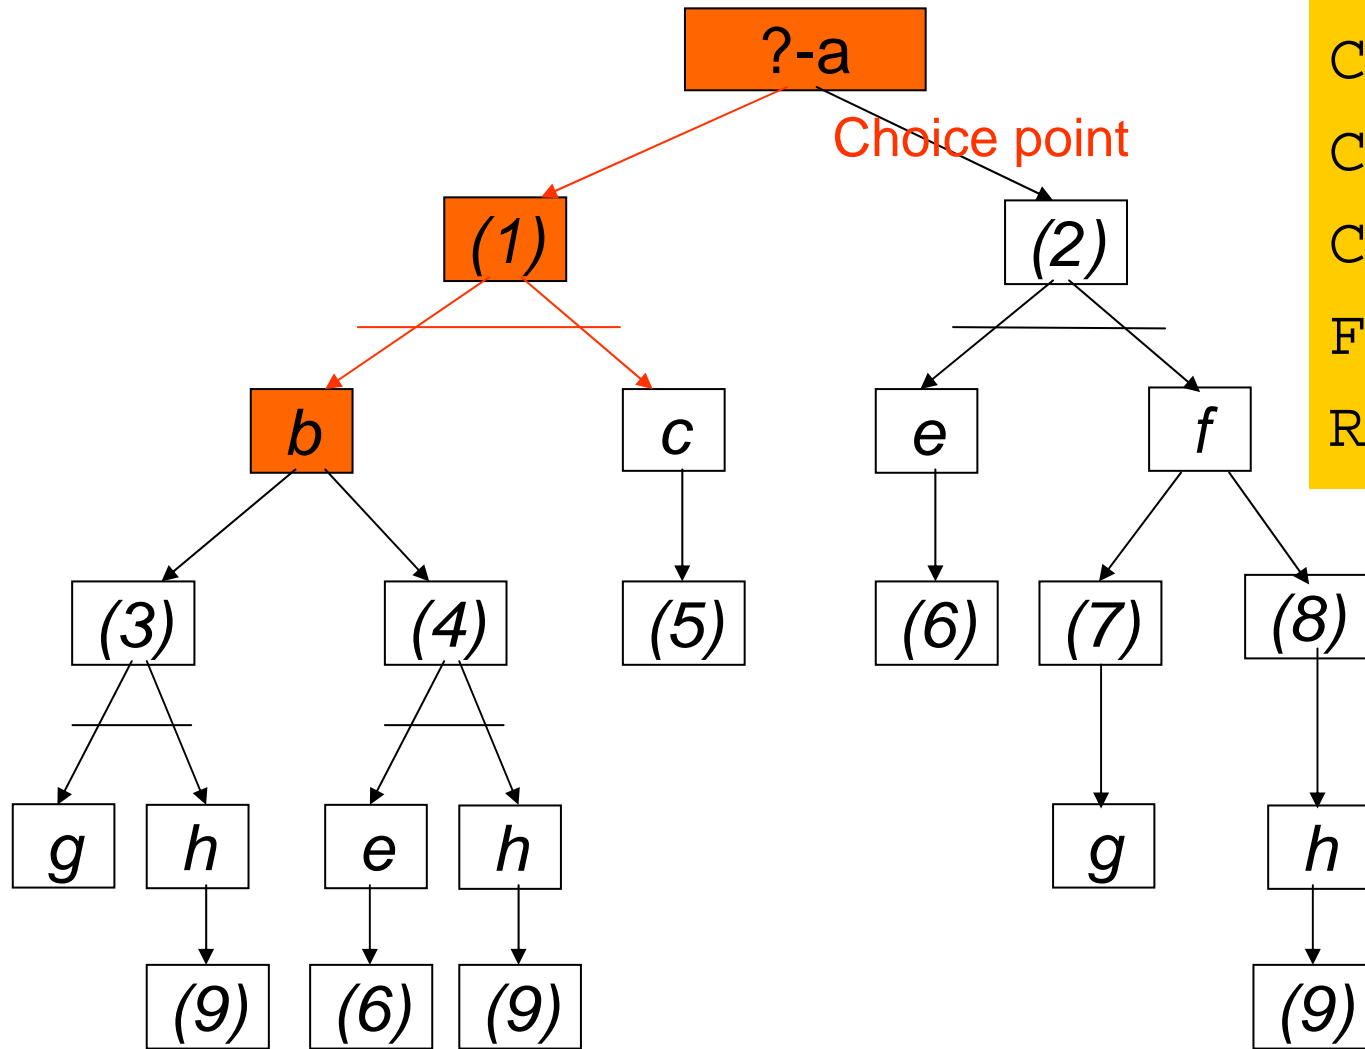 ?-a
Choice point
(1)
(2)
b
c
e
f
(3)
(4)
(5)
(6)
(7)
(8)
g
h
e
h
g
h
(9)
(6)
(9)
(9)
C
C
C
F
R